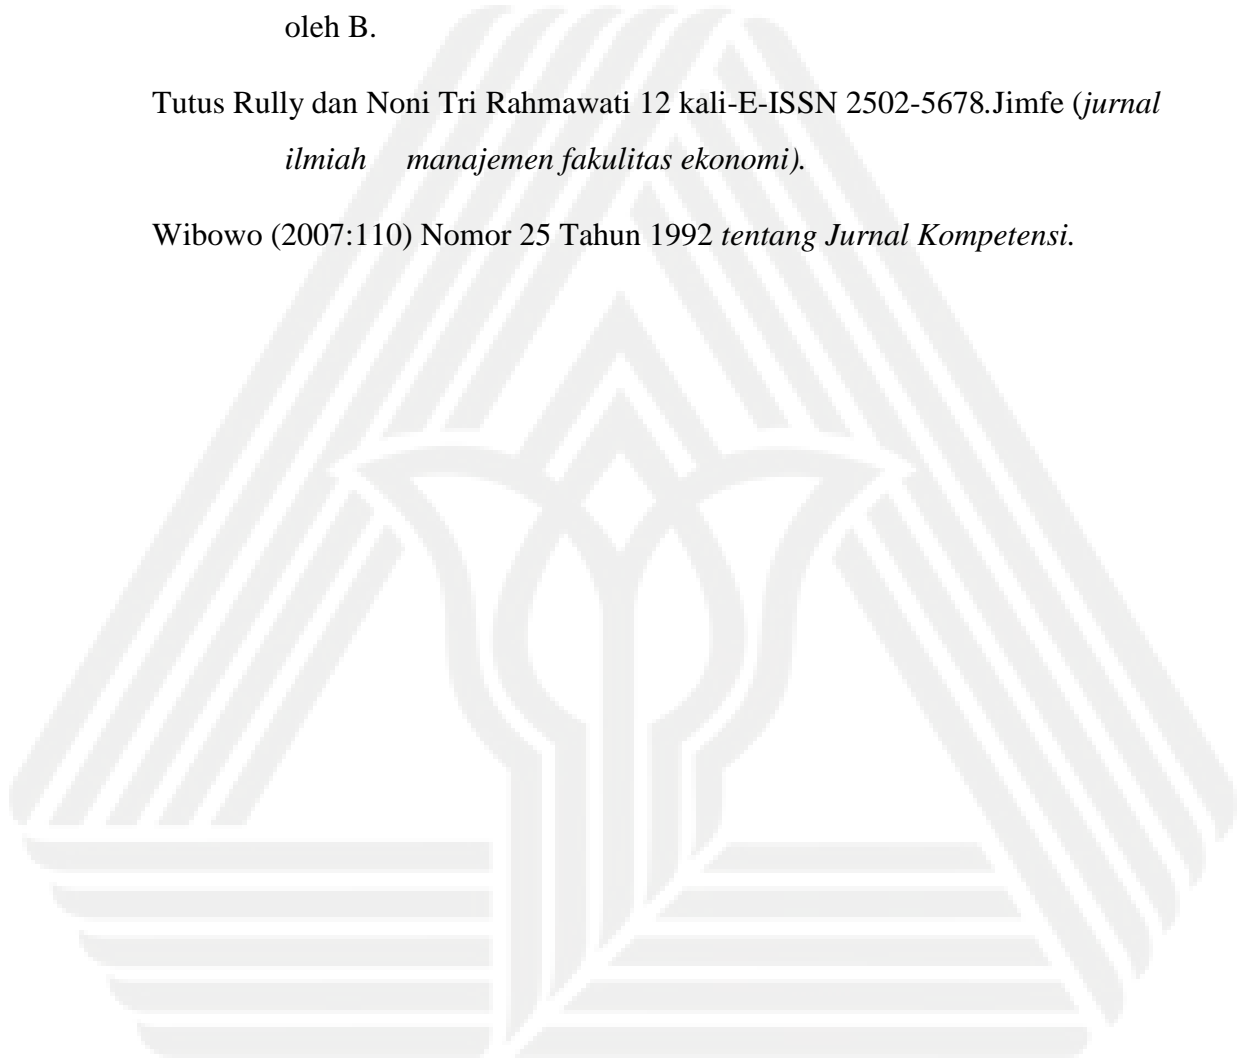 oleh B.
Tutus Rully dan Noni Tri Rahmawati 12 kali-E-ISSN 2502-5678.Jimfe (jurnal
ilmiah manajemen fakulitas ekonomi).
Wibowo (2007:110) Nomor 25 Tahun 1992 tentang Jurnal Kompetensi.